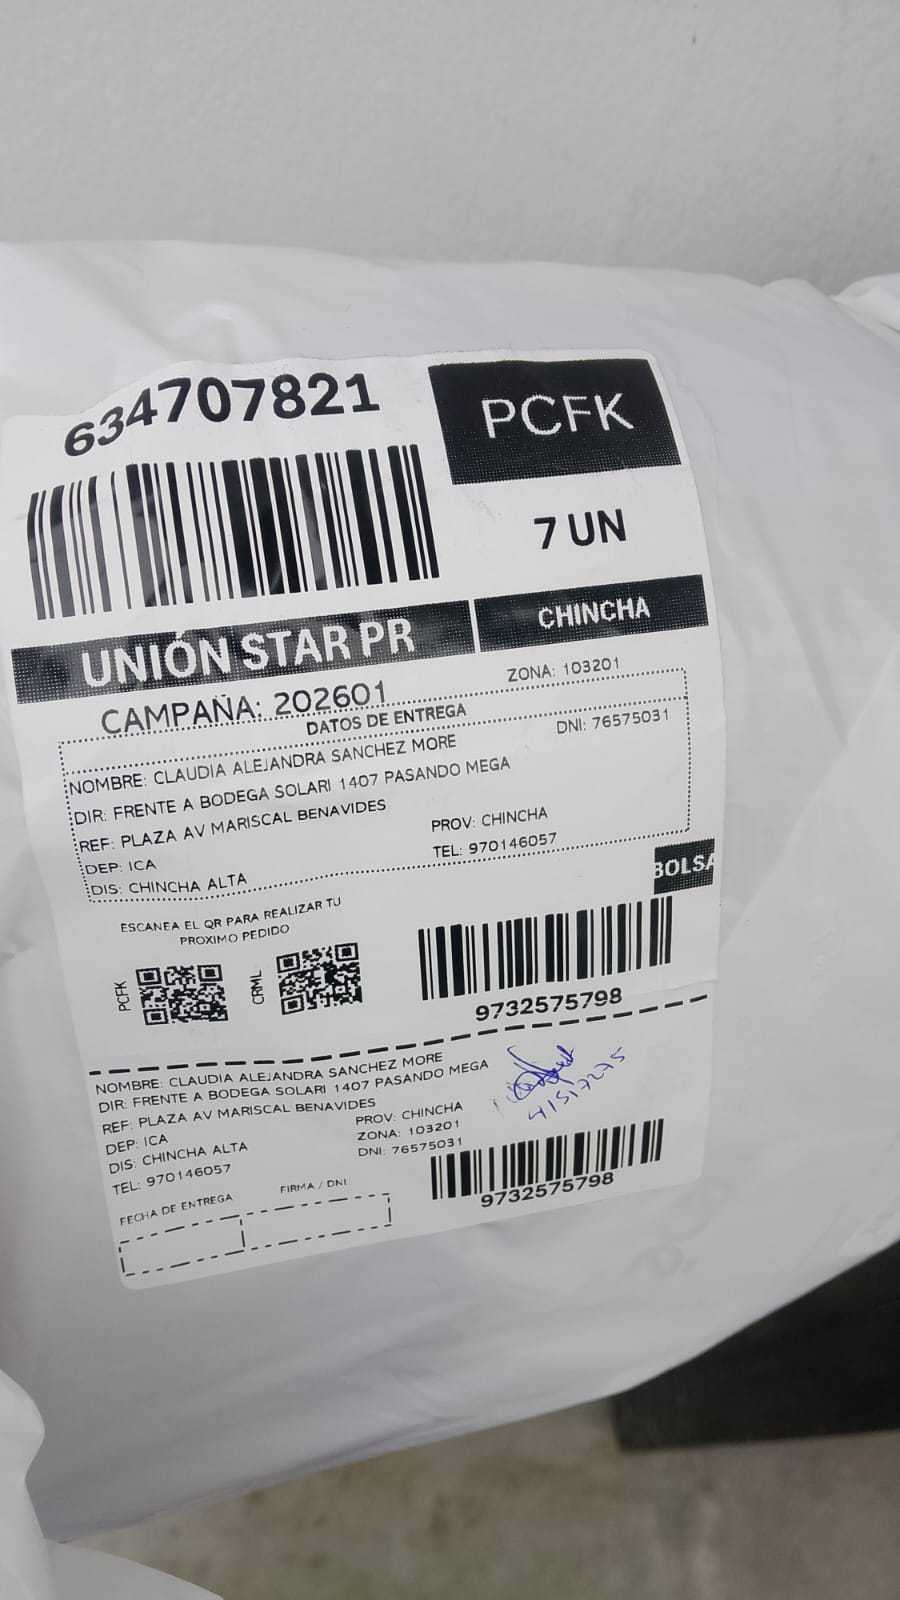 634707821
PCFK
7 UN
UNIÓN STAR PR
CHINCHA
CAMPAÑA: 202601
ZONA: 103201
DATOS DE ENTREGA
DNI: 76575031
NOMBRE: CLAUDIA ALEJANDRA SANCHEZ MORE
DIR: FRENTE A BODEGA SOLARI 1407 PASANDO MEGA
REF: PLAZA AV MARISCAL BENAVIDES
DEP: ICA
PROV: CHINCHA
DIS: CHINCHA ALTA
TEL: 970146057
BOLSA
ESCANEA EL QR PARA REALIZAR TU
PROXIMO PEDIDO
PCFK
CRML
9732575798
NOMBRE: CLAUDIA ALEJANDRA SANCHEZ MORE
DIR: FRENTE A BODEGA SOLARI 1407 PASANDO MEGA
REF: PLAZA AV MARISCAL BENAVIDES
DEP: ICA
PROV: CHINCHA
DIS: CHINCHA ALTA
ZONA: 103201
TEL: 970146057
DNI: 76575031
9732575798
FECHA DE ENTREGA
FIRMA / DNI